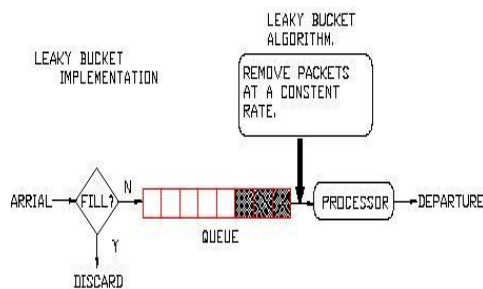 LEAKY BUCKET
ALGORITHM.
LEAKY BUCKET
IMPLEMENTATION
REMOVE PACKETS
AT A CONSTENT
RATE.
ARRIAL
FILL?
N
PROCESSOR
DEPARTURE
QUEUE
Y
DISCARD